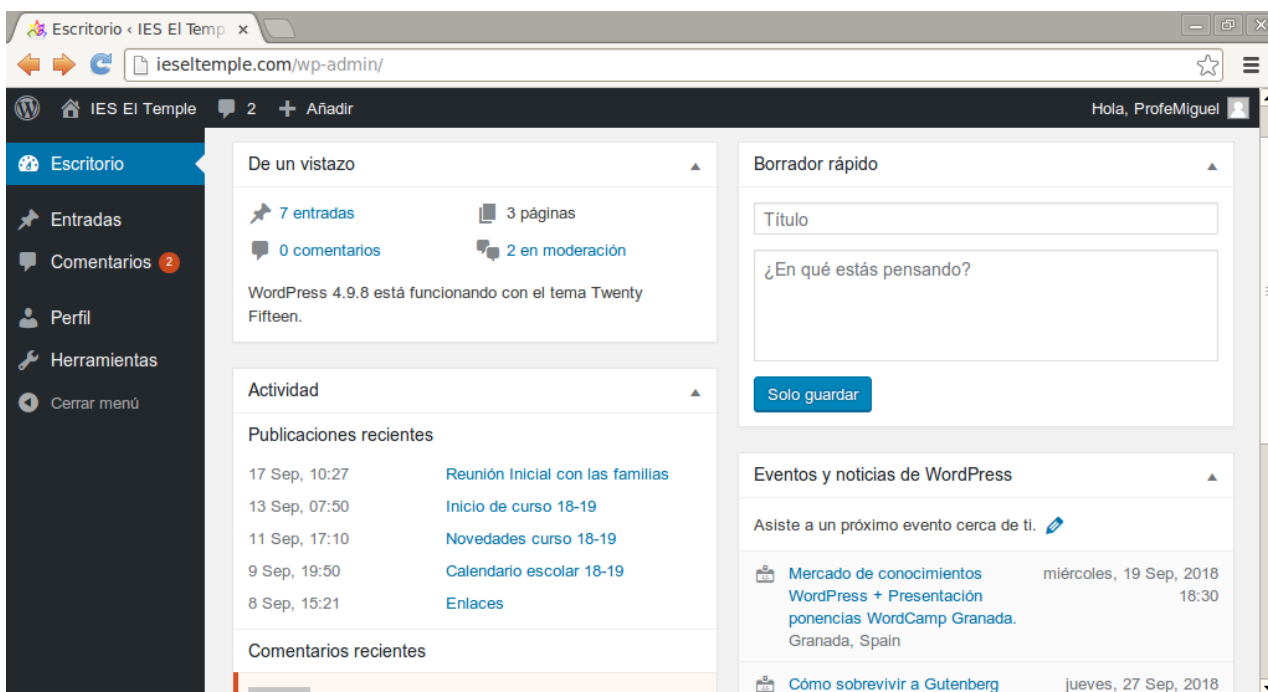 Escritorio ‹ IES El Temp
ieseltemple.com/wp-admin/
IES El Temple 2 Añadir Hola, ProfeMiguel
Escritorio
Entradas
Comentarios 2
Perfil
Herramientas
Cerrar menú
De un vistazo
7 entradas 3 páginas
0 comentarios 2 en moderación
WordPress 4.9.8 está funcionando con el tema Twenty
Fifteen.
Actividad
Publicaciones recientes
17 Sep, 10:27 Reunión Inicial con las familias
13 Sep, 07:50 Inicio de curso 18-19
11 Sep, 17:10 Novedades curso 18-19
9 Sep, 19:50 Calendario escolar 18-19
8 Sep, 15:21 Enlaces
Comentarios recientes
Borrador rápido
Título
¿En qué estás pensando?
Solo guardar
Eventos y noticias de WordPress
Asiste a un próximo evento cerca de ti.
Mercado de conocimientos miércoles, 19 Sep, 2018
WordPress + Presentación 18:30
ponencias WordCamp Granada.
Granada, Spain
Cómo sobrevivir a Gutenberg jueves, 27 Sep, 2018